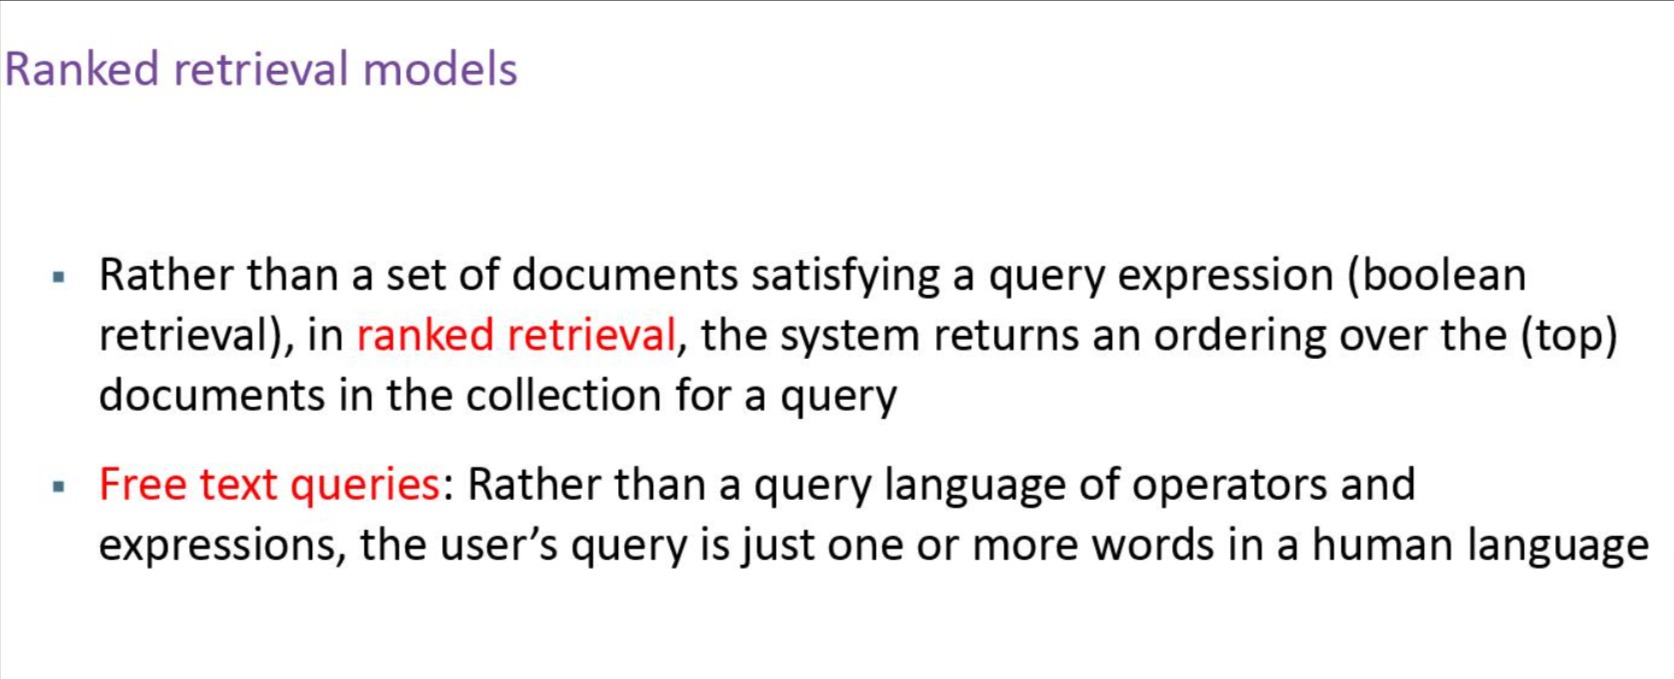 Ranked retrieval models
▪ Rather than a set of documents satisfying a query expression (boolean
retrieval), in ranked retrieval, the system returns an ordering over the (top)
documents in the collection for a query
▪ Free text queries: Rather than a query language of operators and
expressions, the user’s query is just one or more words in a human language